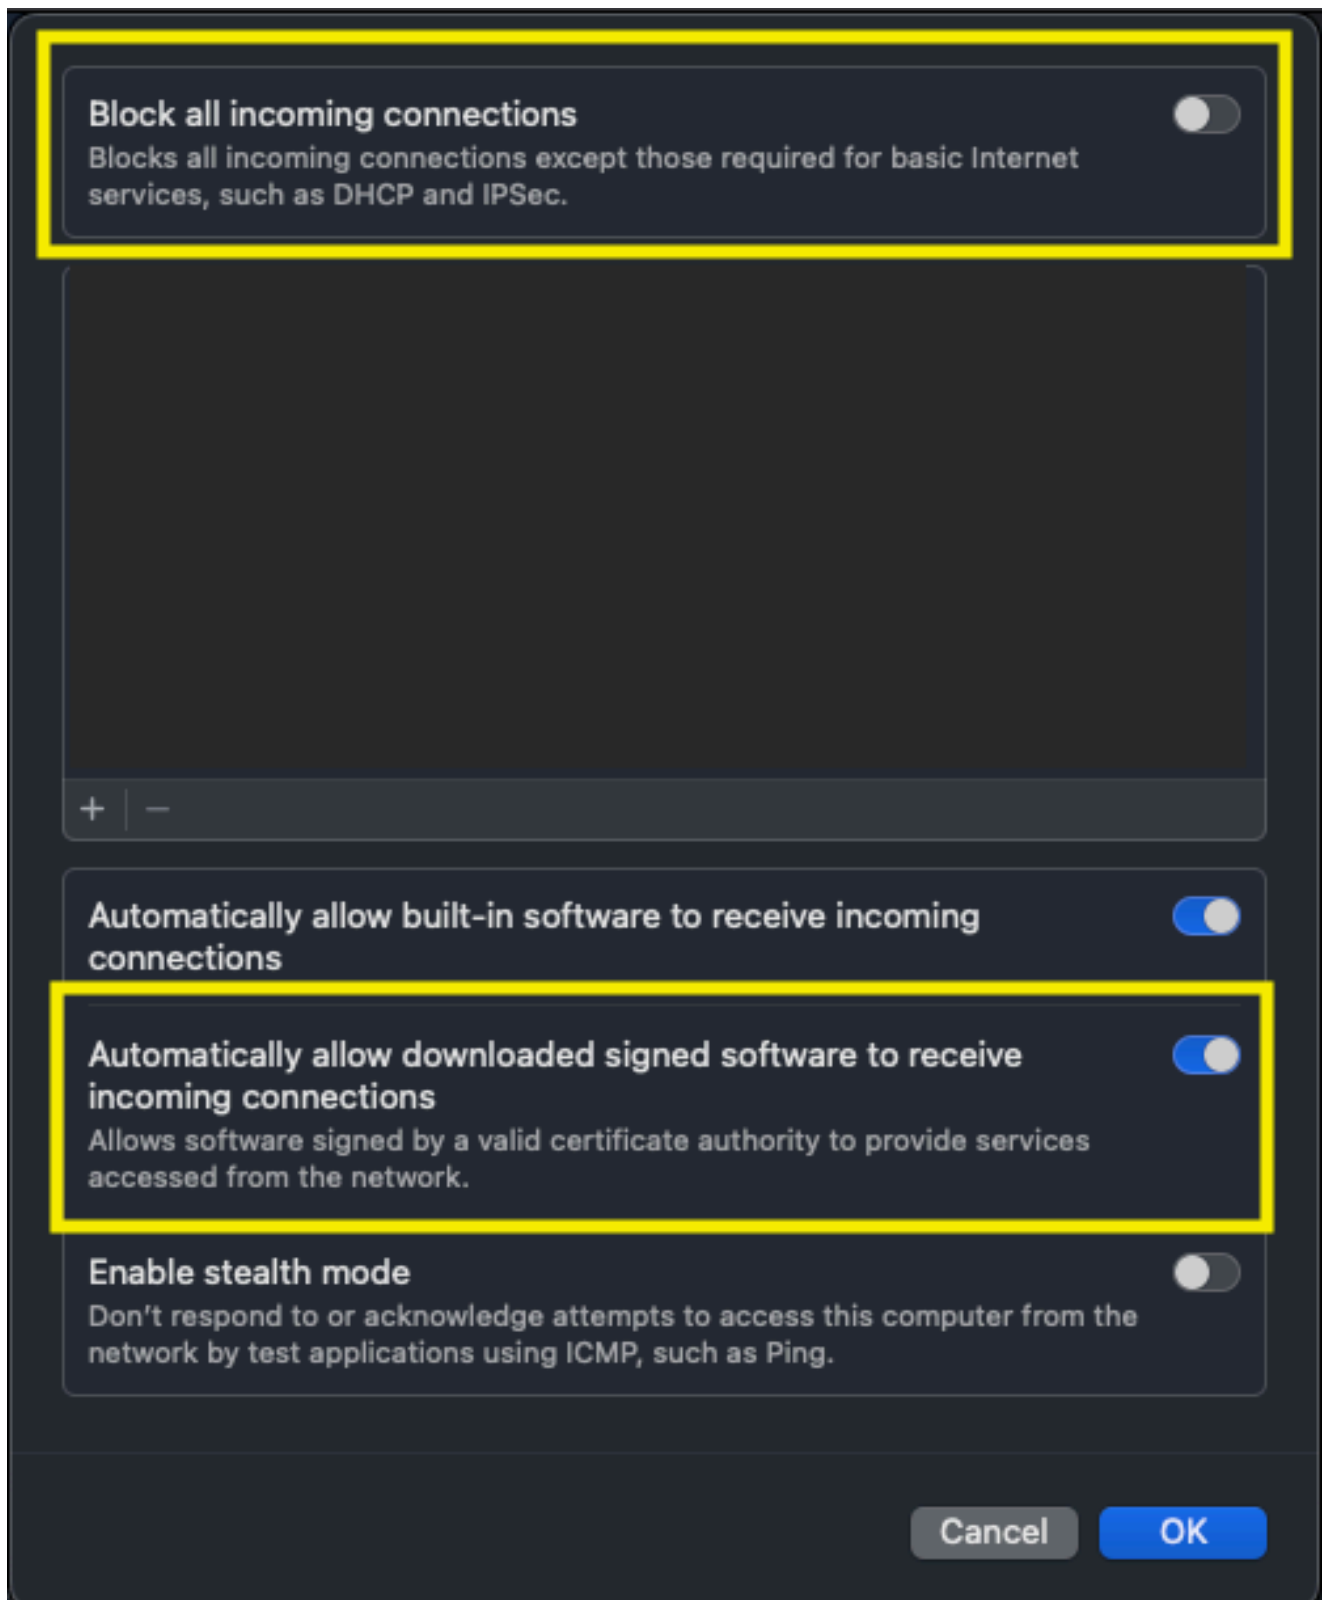 Block all incoming connections
Blocks all incoming connections except those required for basic Internet
services, such as DHCP and IPSec.
+ −
Automatically allow built-in software to receive incoming
connections
Automatically allow downloaded signed software to receive
incoming connections
Allows software signed by a valid certificate authority to provide services
accessed from the network.
Enable stealth mode
Don’t respond to or acknowledge attempts to access this computer from the
network by test applications using ICMP, such as Ping.
Cancel OK